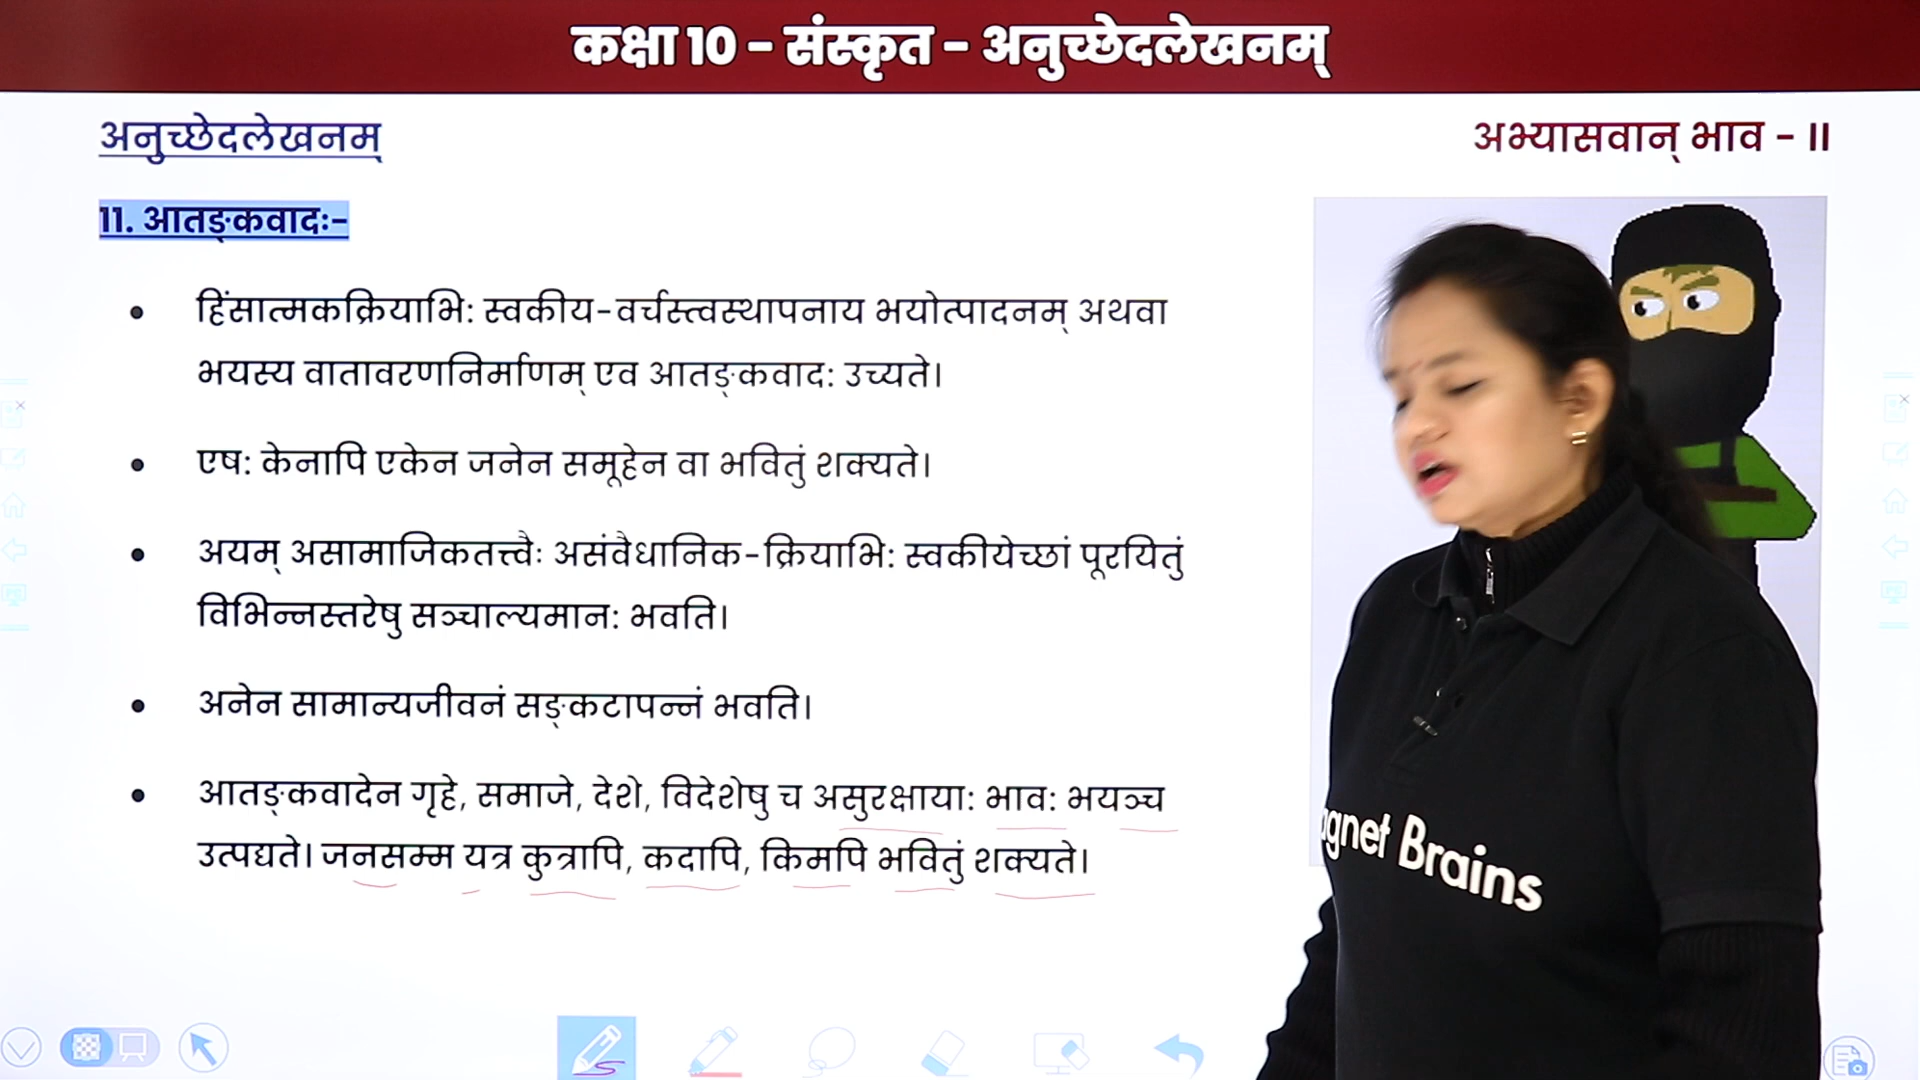 कक्षा 10 - संस्कृत - अनुच्छेदलेखनम्
अनुच्छेदलेखनम्
अभ्यासवान् भाव - II
11. आतङ्कवादः-
हिंसात्मकक्रियाभि: स्वकीय-वर्चस्त्वस्थापनाय भयोत्पादनम् अथवा
भयस्य वातावरणनिर्माणम् एव आतङ्कवाद: उच्यते।
एष: केनापि एकेन जनेन समूहेन वा भवितुं शक्यते।
अयम् असामाजिकतत्त्वैः असंवैधानिक-क्रियाभि: स्वकीयेच्छां पूरयितुं
विभिन्नस्तरेषु सञ्चाल्यमान: भवति।
अनेन सामान्यजीवनं सङ्कटापन्नं भवति।
आतङ्कवादेन गृहे, समाजे, देशे, विदेशेषु च असुरक्षाया: भाव: भयञ्च
उत्पद्यते। जनसम्म यत्र कुत्रापि, कदापि, किमपि भवितुं शक्यते।
gnet Brains